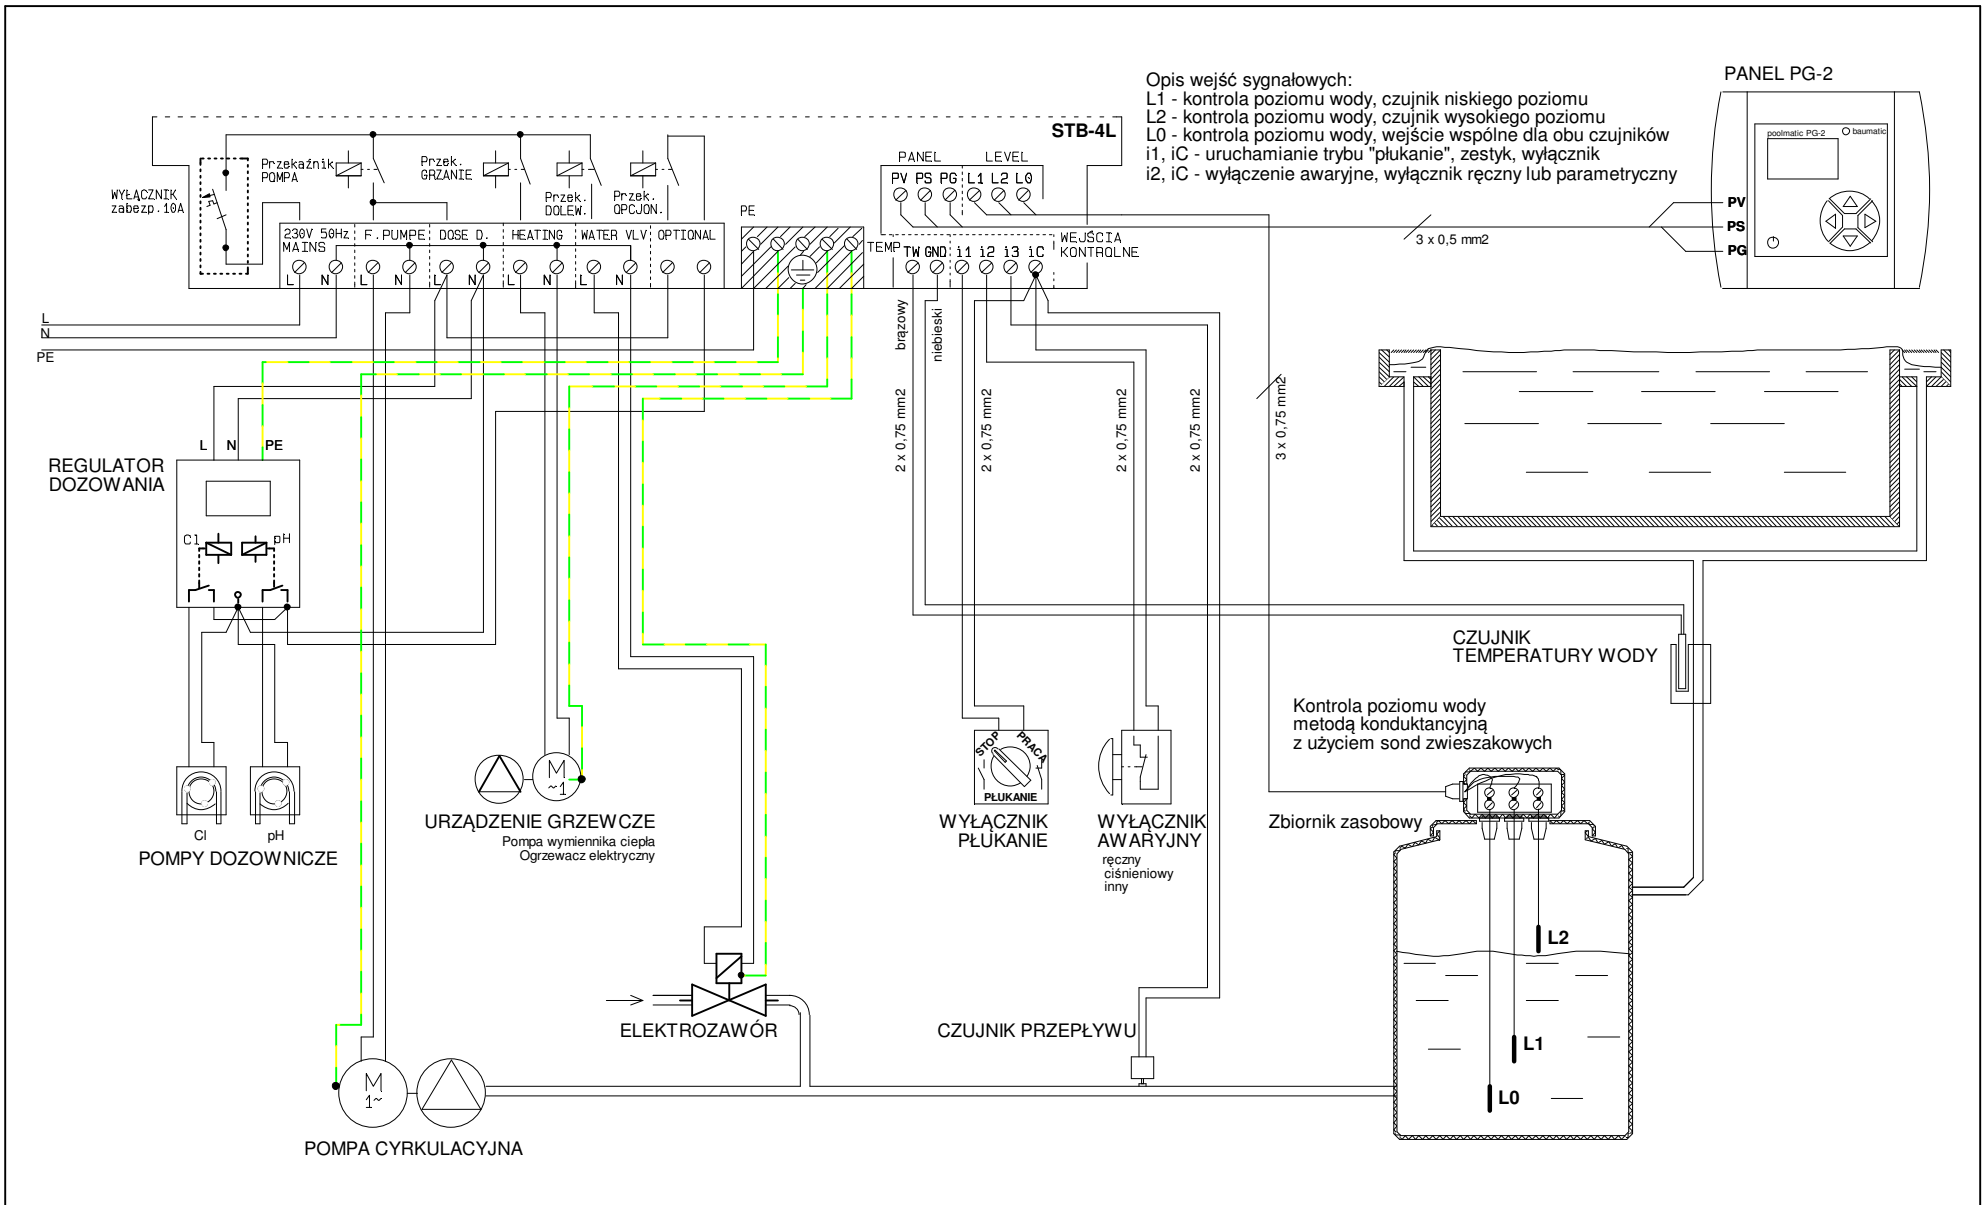 Opis wejść sygnałowych:
L1 - kontrola poziomu wody, czujnik niskiego poziomu
L2 - kontrola poziomu wody, czujnik wysokiego poziomu
L0 - kontrola poziomu wody, wejście wspólne dla obu czujników
i1, iC - uruchamianie trybu "płukanie", zestyk, wyłącznik
i2, iC - wyłączenie awaryjne, wyłącznik ręczny lub parametryczny
PANEL PG-2
poolmatic PG-2
baumatic
PV
PS
PG
3 x 0,5 mm2
STB-4L
WYŁĄCZNIK
zabezp.10A
Przekaźnik
POMPA
Przek.
GRZANIE
Przek.
DOLEW.
Przek.
OPCJON.
PE
PANEL LEVEL
PV PS PG L1 L2 L0
230V 50Hz
MAINS
F.PUMPE
DOSE D.
HEATING
WATER VLV
OPTIONAL
L N L N L N L N L N
TEMP
TW GND i1 i2 i3 iC
WEJŚCIA
KONTROLNE
L
N
PE
brązowy
niebieski
2 x 0,75 mm2
2 x 0,75 mm2
2 x 0,75 mm2
2 x 0,75 mm2
3 x 0,75 mm2
L N PE
REGULATOR
DOZOWANIA
Cl pH
Cl pH
POMPY DOZOWNICZE
M
~1
URZĄDZENIE GRZEWCZE
Pompa wymiennika ciepła
Ogrzewacz elektryczny
STOP
PRACA
PŁUKANIE
WYŁĄCZNIK
PŁUKANIE
WYŁĄCZNIK
AWARYJNY
ręczny
ciśnieniowy
inny
CZUJNIK
TEMPERATURY WODY
Kontrola poziomu wody
metodą konduktancyjną
z użyciem sond zwieszakowych
Zbiornik zasobowy
L2
L1
L0
ELEKTROZAWÓR
CZUJNIK PRZEPŁYWU
M
1~
POMPA CYRKULACYJNA